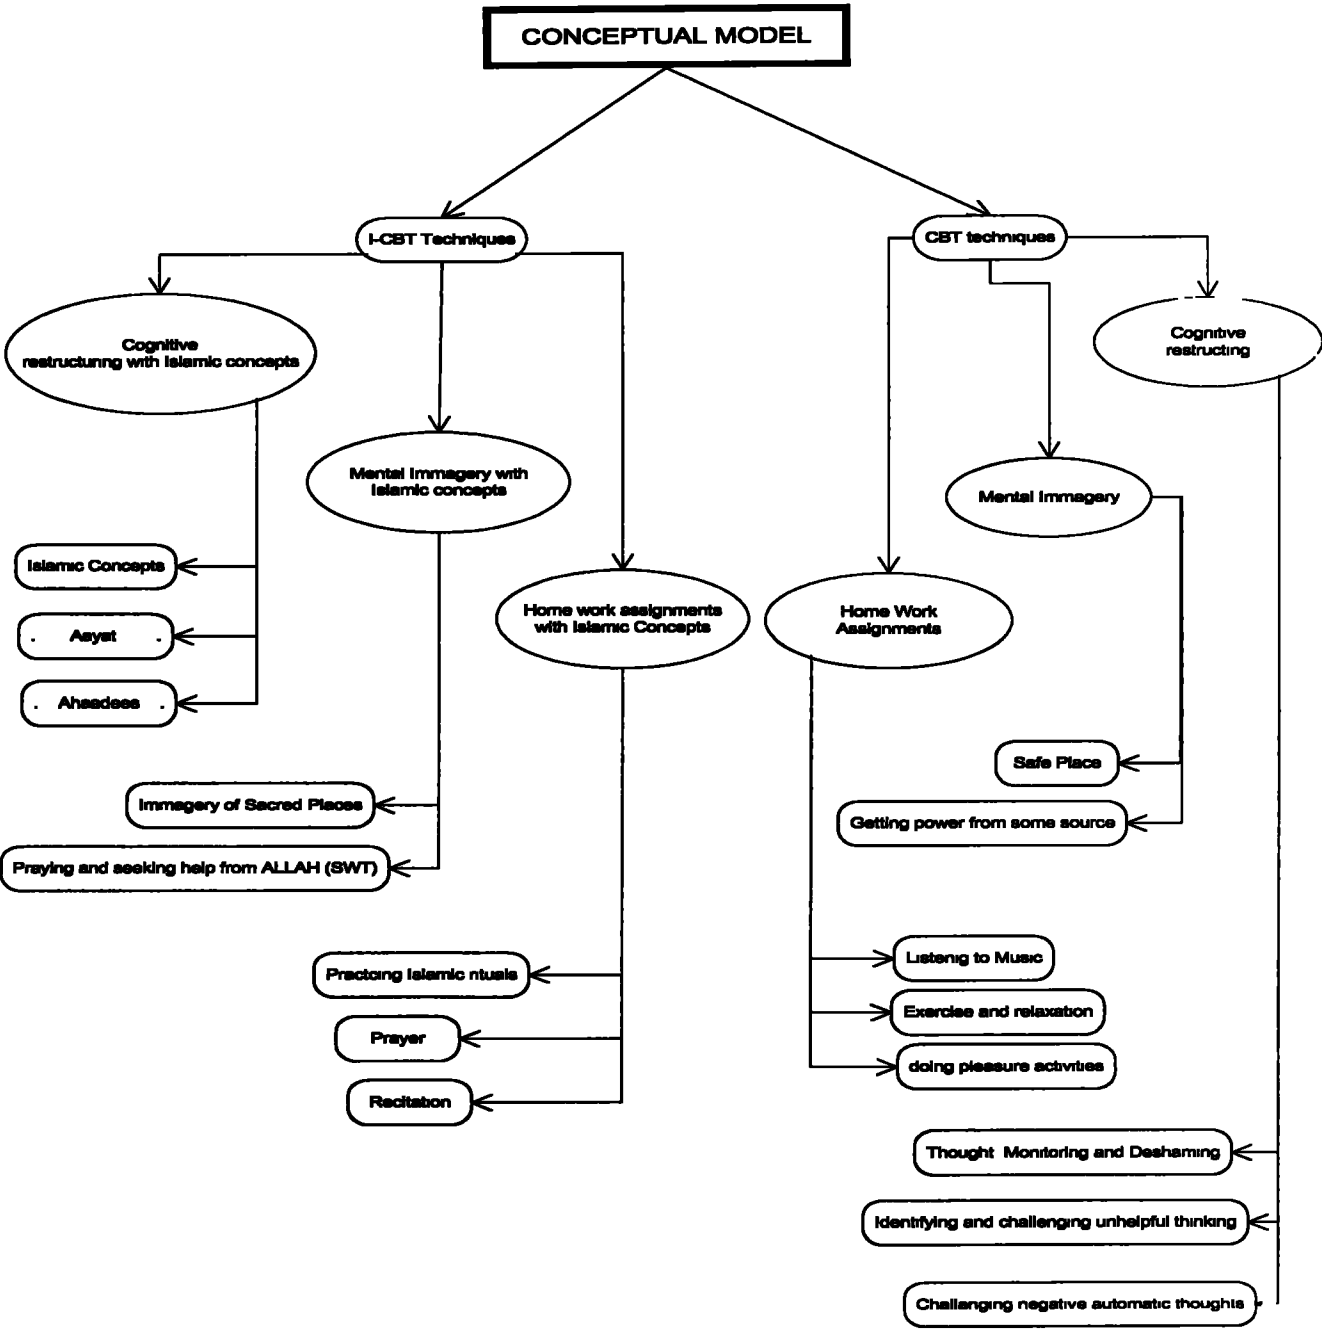 CONCEPTUAL MODEL
I-CBT Techniques
CBT techniques
Cognitive
restructuring with Islamic concepts
Cognitive
restructing
Mental Immagery with
Islamic concepts
Mental Immagery
Islamic Concepts
. Aayat .
. Ahaadees .
Home work assignments
with Islamic Concepts
Home Work
Assignments
Safe Place
Immagery of Sacred Places
Getting power from some source
Praying and seeking help from ALLAH (SWT)
Listenig to Music
Practcing Islamic rituals
Exercise and relaxation
Prayer
doing pleasure activities
Recitation
Thought Monitoring and Deshaming
Identifying and challenging unhelpful thinking
Challanging negative automatic thoughts